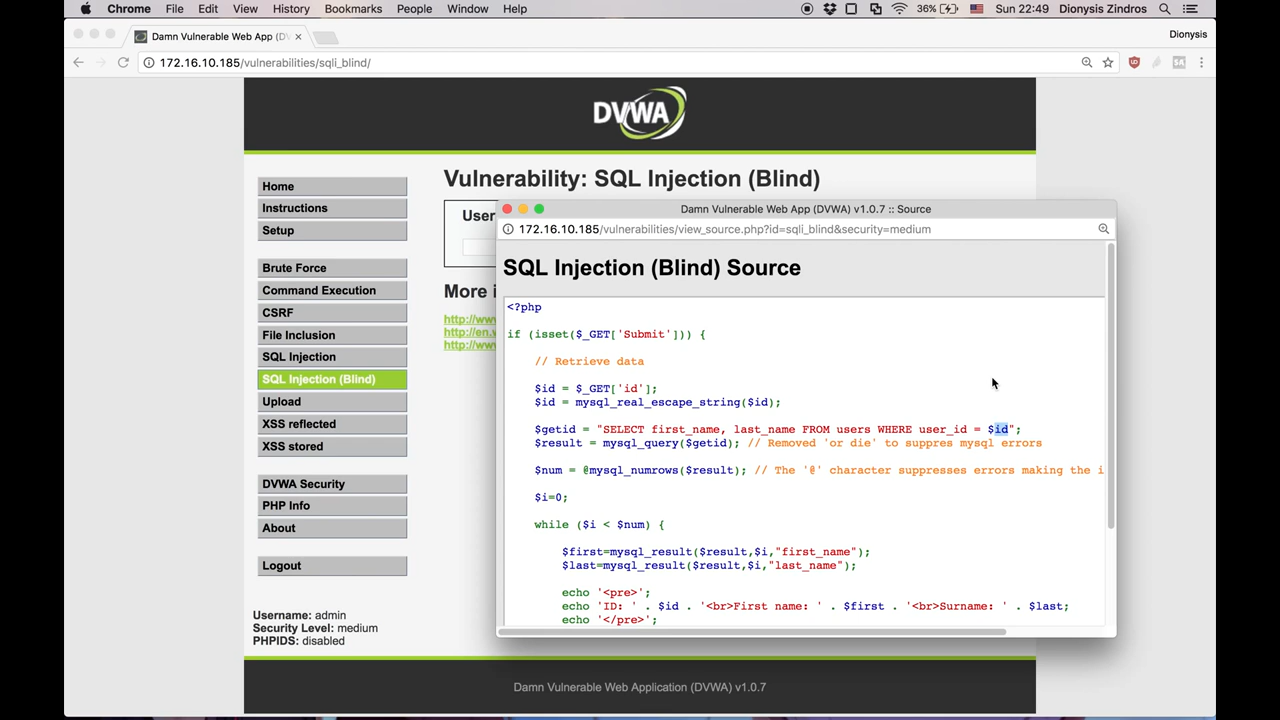 Chrome File Edit View History Bookmarks People Window Help 36% Sun 22:49 Dionysis Zindros
Damn Vulnerable Web App (DV
Dionysis
172.16.10.185/vulnerabilities/sqli_blind/
DVWA
Home
Instructions
Setup
Brute Force
Command Execution
CSRF
File Inclusion
SQL Injection
SQL Injection (Blind)
Upload
XSS reflected
XSS stored
DVWA Security
PHP Info
About
Logout
Username: admin
Security Level: medium
PHPIDS: disabled
Vulnerability: SQL Injection (Blind)
User
More i
http://ww
http://en.
http://ww
Damn Vulnerable Web App (DVWA) v1.0.7 :: Source
172.16.10.185/vulnerabilities/view_source.php?id=sqli_blind&security=medium
SQL Injection (Blind) Source
<?php
if (isset($_GET['Submit'])) {
// Retrieve data
$id = $_GET['id'];
$id = mysql_real_escape_string($id);
$getid = "SELECT first_name, last_name FROM users WHERE user_id = $id";
$result = mysql_query($getid); // Removed 'or die' to suppres mysql errors
$num = @mysql_numrows($result); // The '@' character suppresses errors making the i
$i=0;
while ($i < $num) {
$first=mysql_result($result,$i,"first_name");
$last=mysql_result($result,$i,"last_name");
echo '<pre>';
echo 'ID: ' . $id . '<br>First name: ' . $first . '<br>Surname: ' . $last;
echo '</pre>';
Damn Vulnerable Web Application (DVWA) v1.0.7